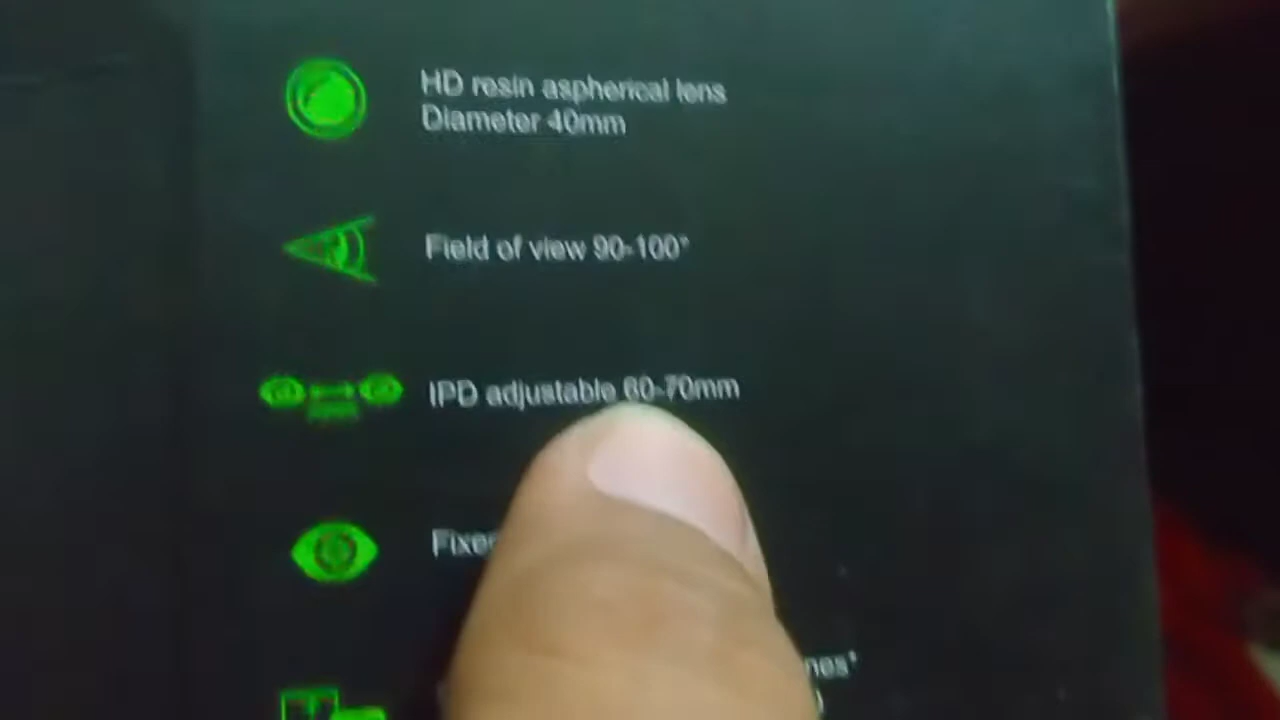 HD resin aspherical lens
Diameter 40mm
Field of view 90-100°
IPD adjustable 60-70mm